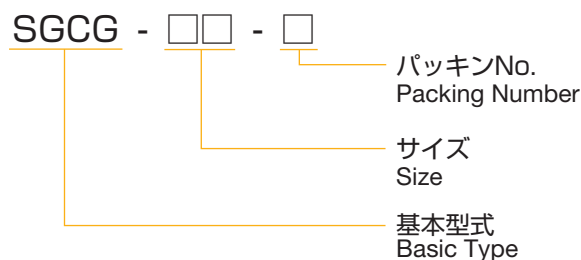 SGCG - □□ - □
パッキンNo.
Packing Number
サイズ
Size
基本型式
Basic Type